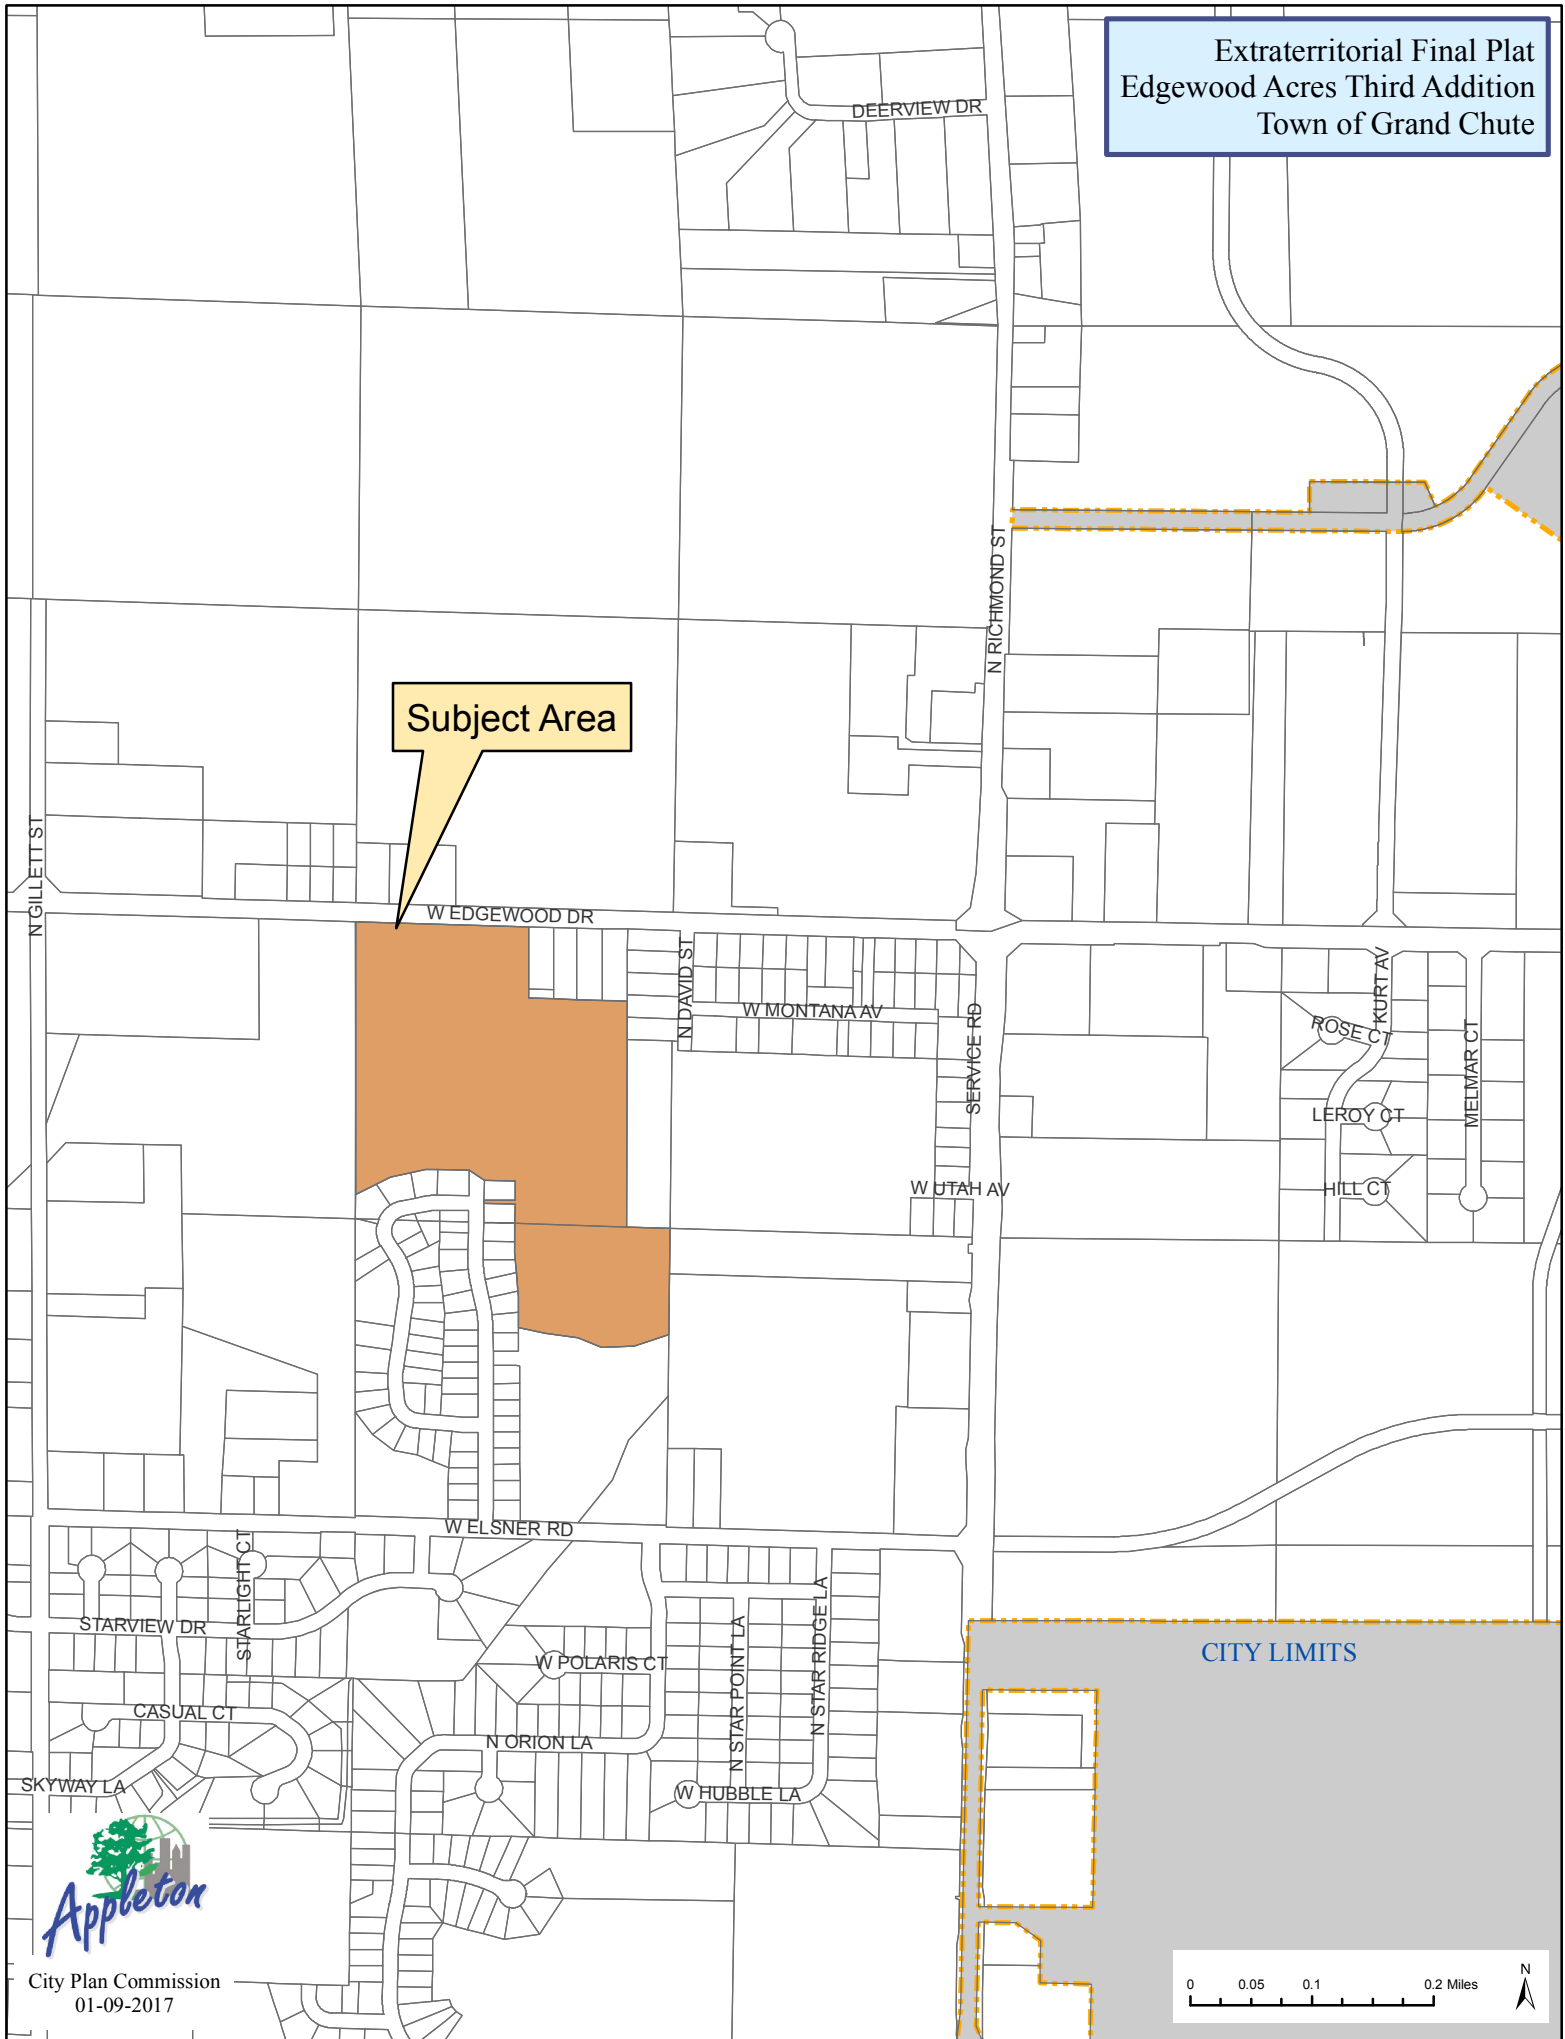 Extraterritorial Final Plat
Edgewood Acres Third Addition
Town of Grand Chute
DEERVIEW DR
N RICHMOND ST
Subject Area
N GILLETT ST
W EDGEWOOD DR
N DAVID ST
W MONTANA AV
SERVICE RD
KURT AV
ROSE CT
MELMAR CT
LEROY CT
W UTAH AV
HILL CT
W ELSNER RD
STARLIGHT CT
STARVIEW DR
N STAR POINT LA
N STAR RIDGE LA
CITY LIMITS
W POLARIS CT
CASUAL CT
N ORION LA
SKYWAY LA
W HUBBLE LA
Appleton
City Plan Commission
01-09-2017
0 0.05 0.1 0.2 Miles
N